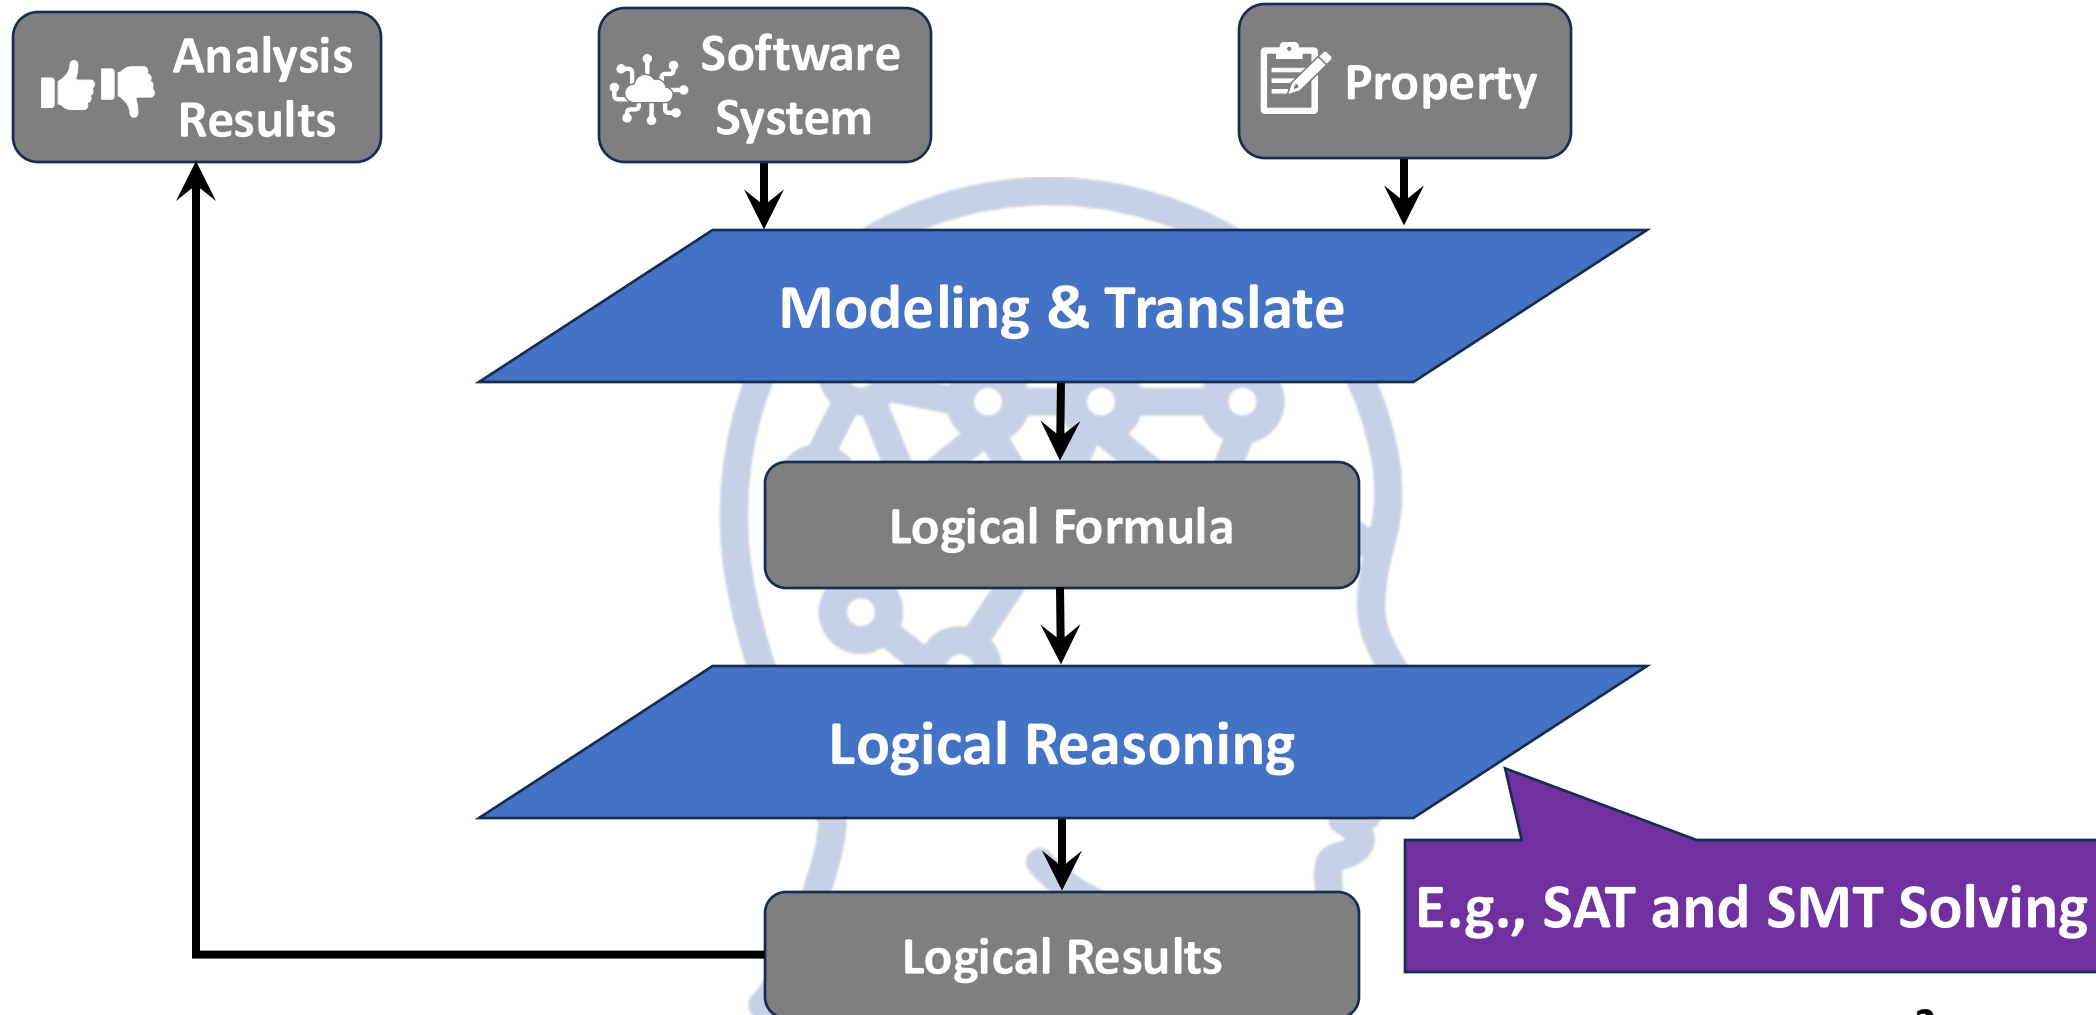 Analysis
Results
Software
System
Property
Modeling & Translate
Logical Formula
Logical Reasoning
E.g., SAT and SMT Solving
Logical Results